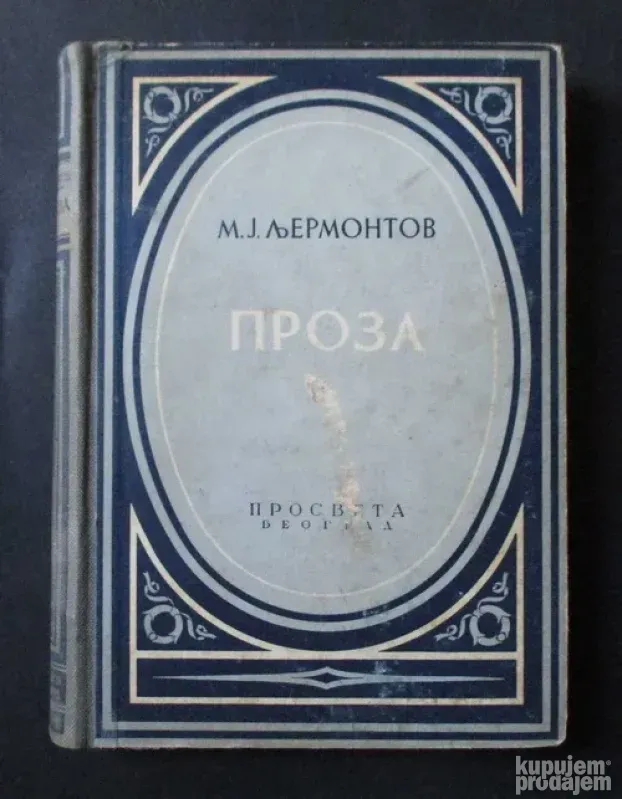 М.Ј. ЉЕРМОНТОВ
ПРОЗА
ПРОСВЕТА
БЕОГРАД
kupujem
prodajem